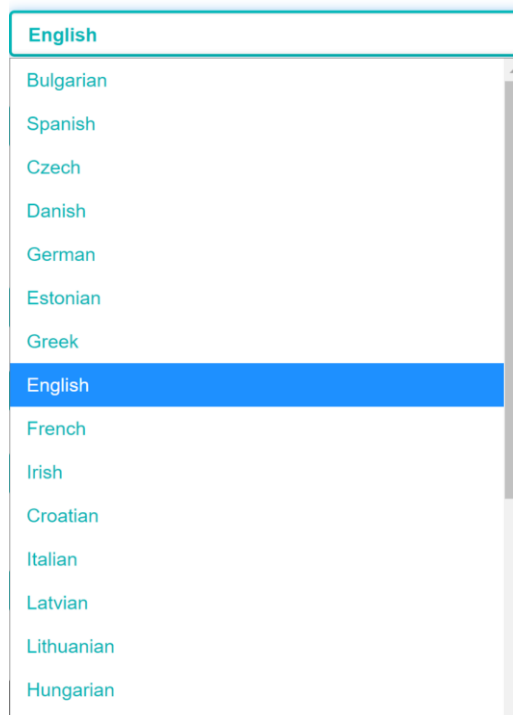 English
Bulgarian
Spanish
Czech
Danish
German
Estonian
Greek
English
French
Irish
Croatian
Italian
Latvian
Lithuanian
Hungarian